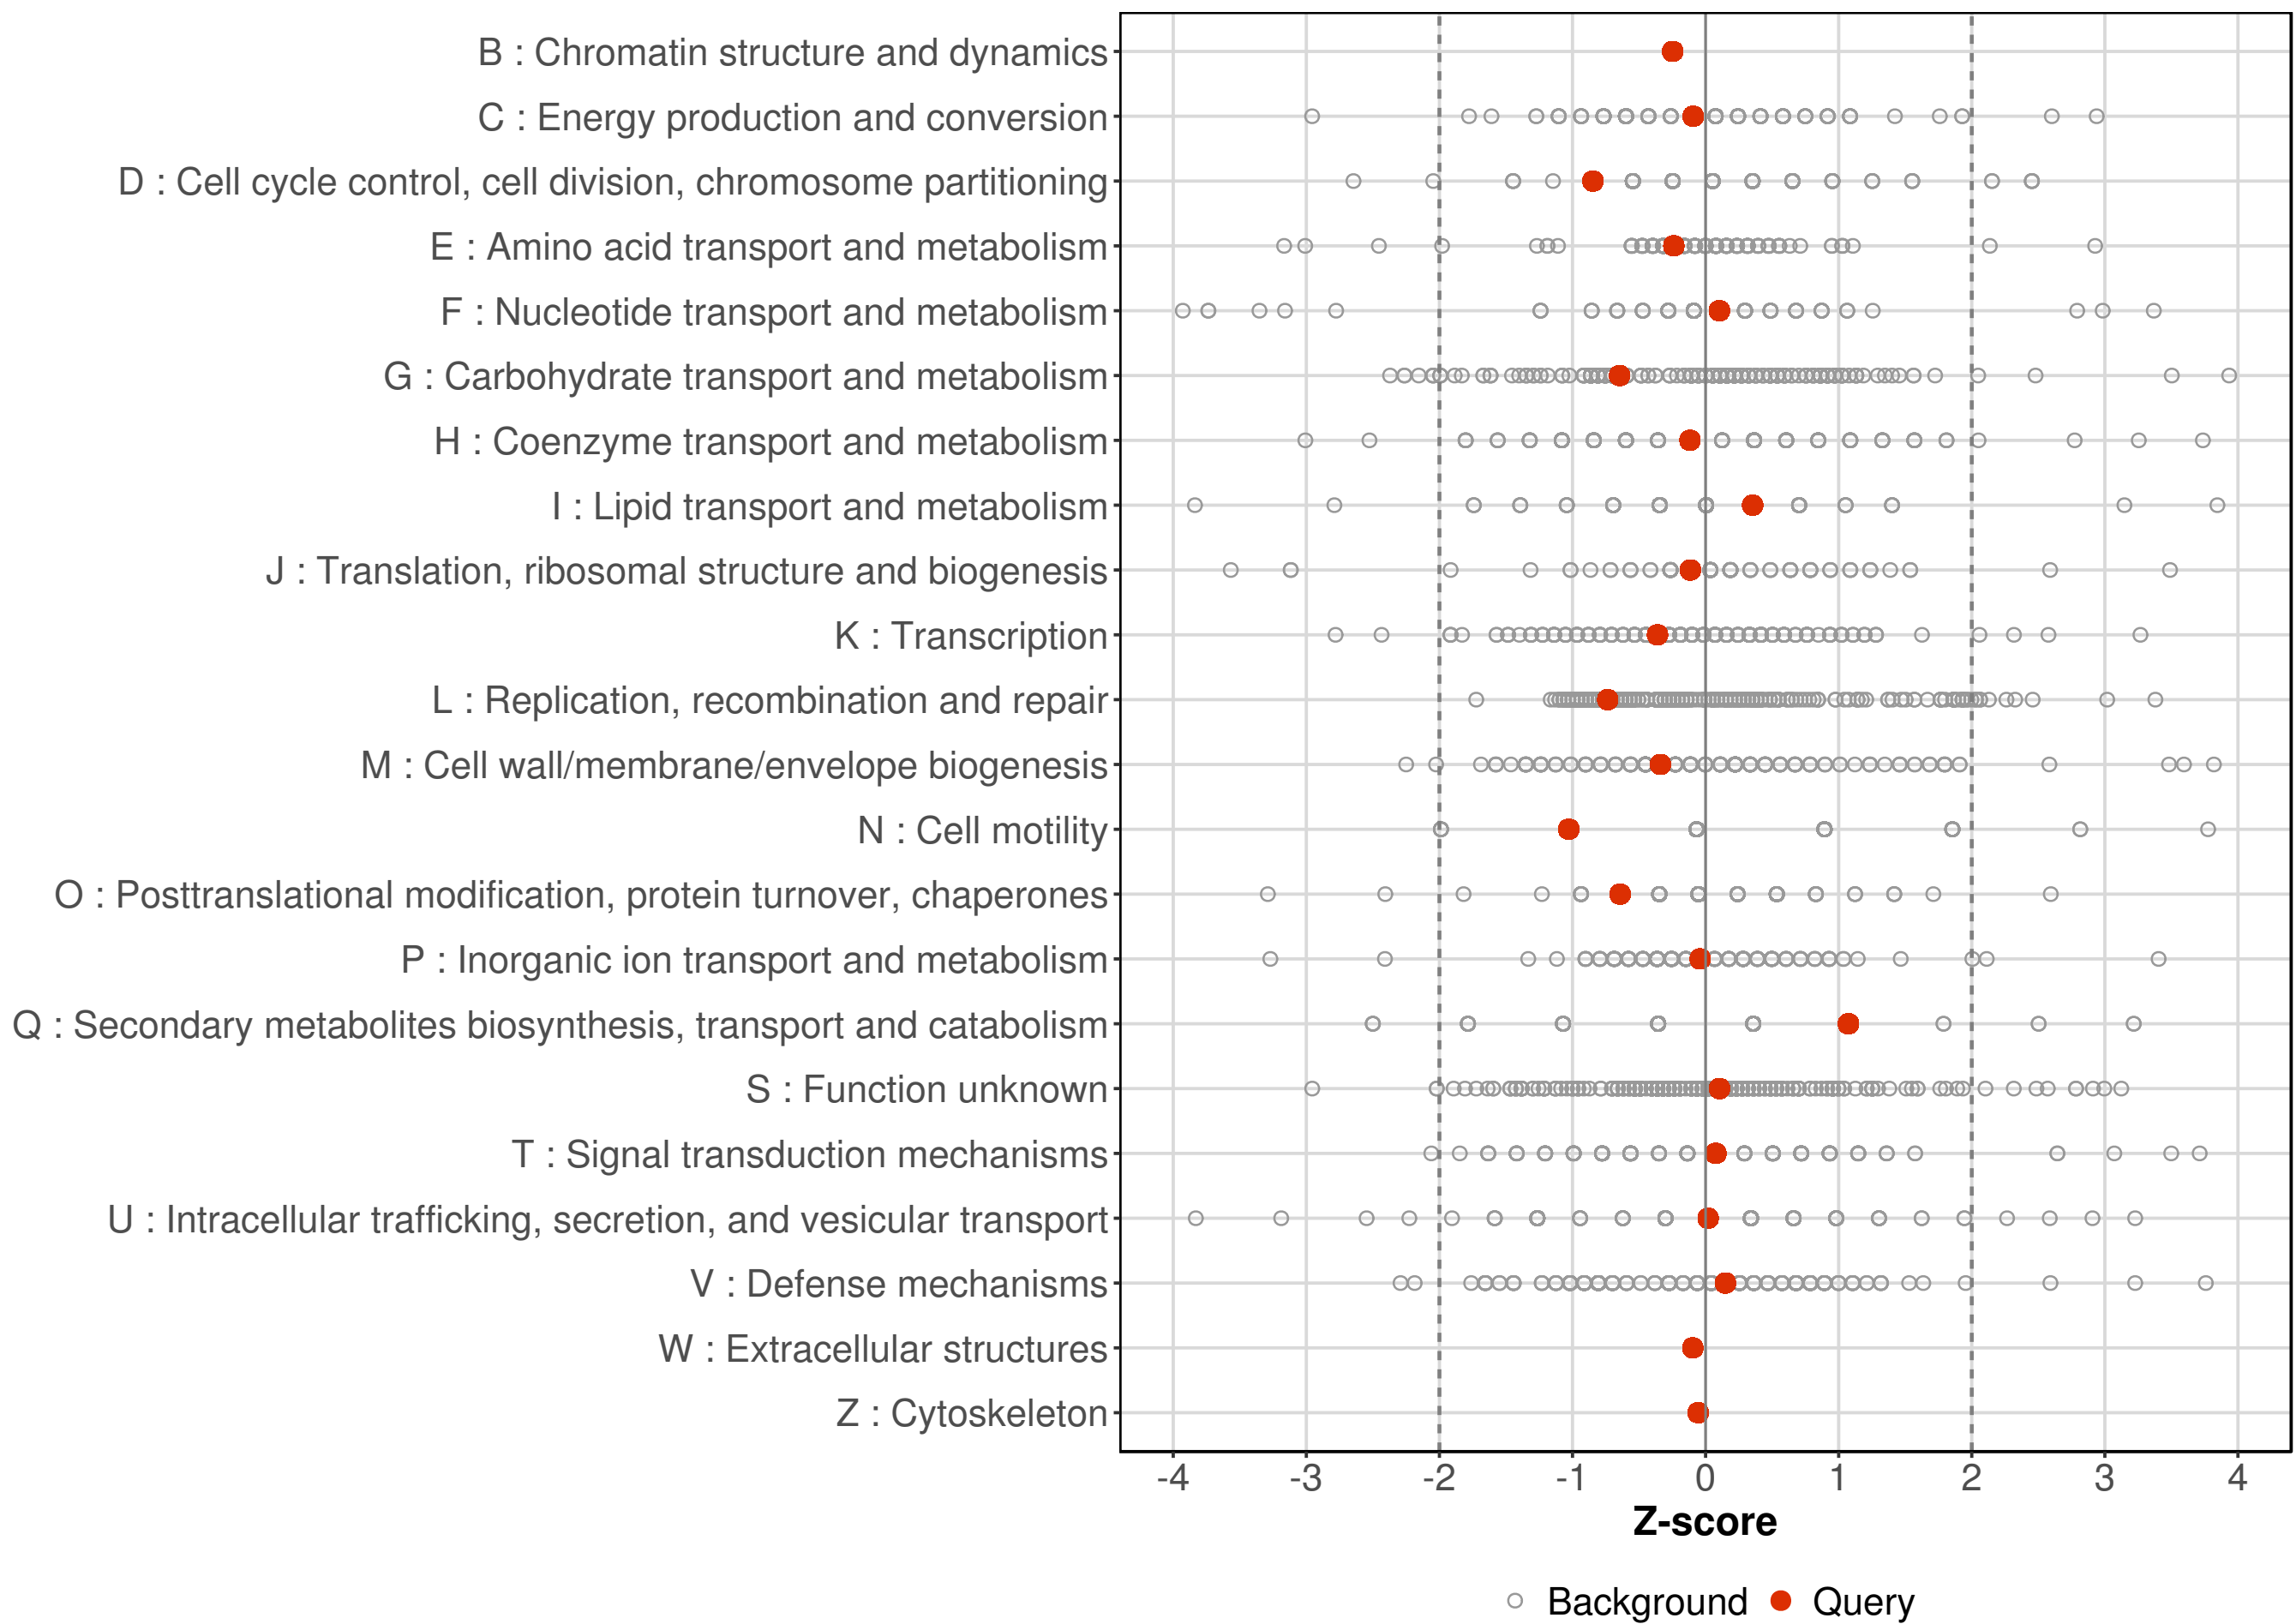 B : Chromatin structure and dynamics
C : Energy production and conversion
D : Cell cycle control, cell division, chromosome partitioning
E : Amino acid transport and metabolism
F : Nucleotide transport and metabolism
G : Carbohydrate transport and metabolism
H : Coenzyme transport and metabolism
I : Lipid transport and metabolism
J : Translation, ribosomal structure and biogenesis
K : Transcription
L : Replication, recombination and repair
M : Cell wall/membrane/envelope biogenesis
N : Cell motility
O : Posttranslational modification, protein turnover, chaperones
P : Inorganic ion transport and metabolism
Q : Secondary metabolites biosynthesis, transport and catabolism
S : Function unknown
T : Signal transduction mechanisms
U : Intracellular trafficking, secretion, and vesicular transport
V : Defense mechanisms
W : Extracellular structures
Z : Cytoskeleton
-4 -3 -2 -1 0 1 2 3 4
Z-score
Background Query